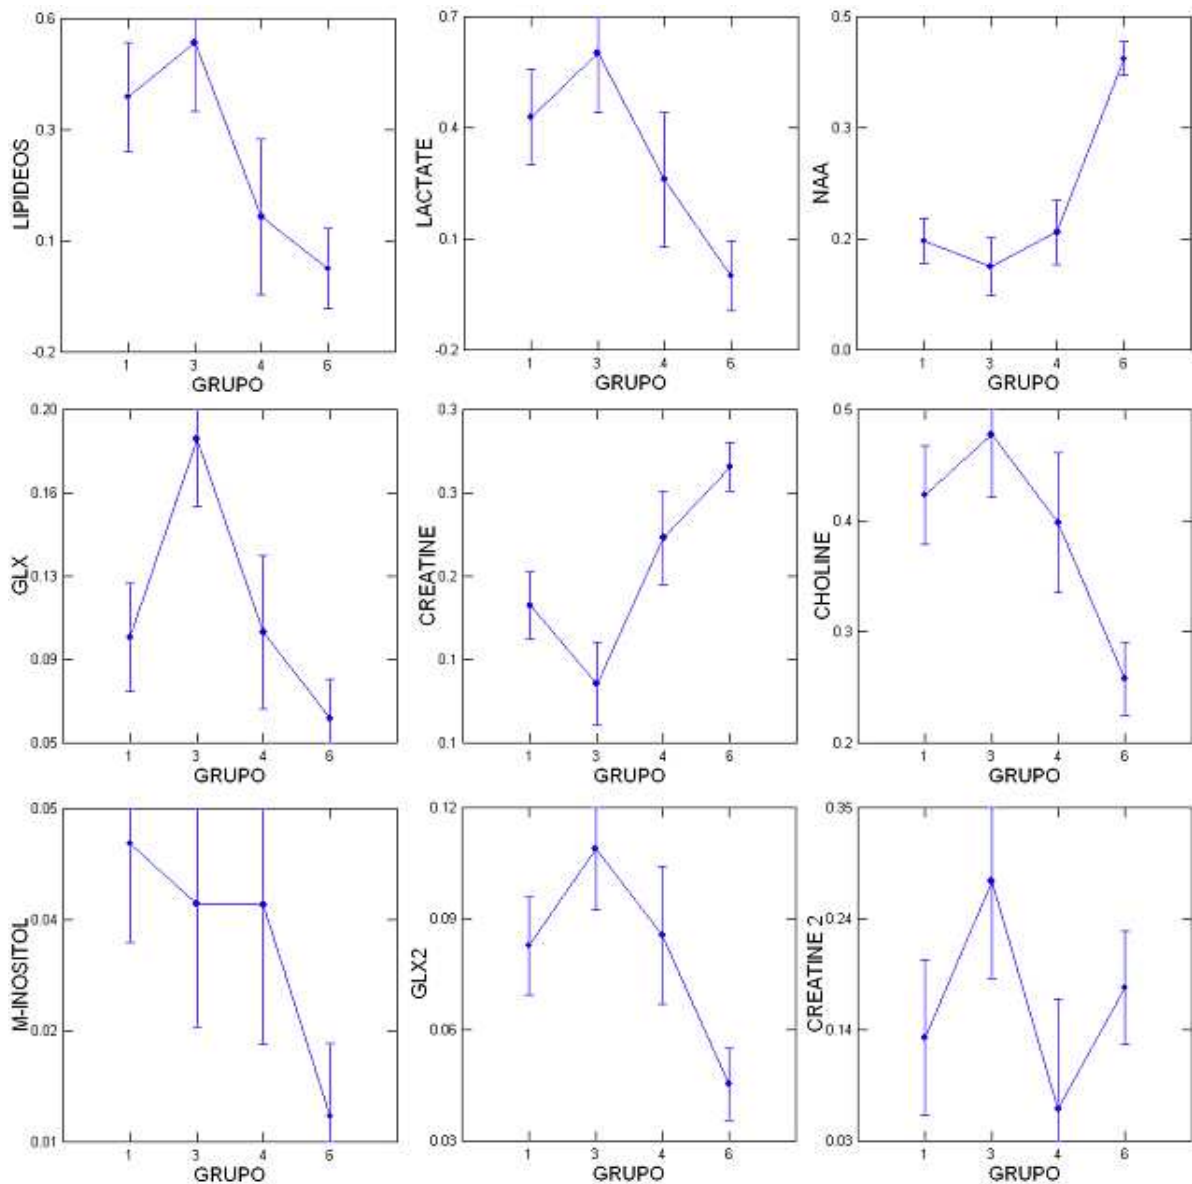 0.6
0.3
0.1
-0.2
LIPIDEOS
1 3 4 6
GRUPO
0.7
0.4
0.1
-0.2
LACTATE
1 3 4 6
GRUPO
0.5
0.3
0.2
0.0
NAA
1 3 4 6
GRUPO
0.20
0.16
0.13
0.09
0.05
GLX
1 3 4 6
GRUPO
0.3
0.3
0.2
0.1
0.1
CREATINE
1 3 4 6
GRUPO
0.5
0.4
0.3
0.2
CHOLINE
1 3 4 6
GRUPO
0.05
0.04
0.02
0.01
M-INOSITOL
1 3 4 6
GRUPO
0.12
0.09
0.06
0.03
GLX2
1 3 4 6
GRUPO
0.35
0.24
0.14
0.03
CREATINE 2
1 3 4 6
GRUPO